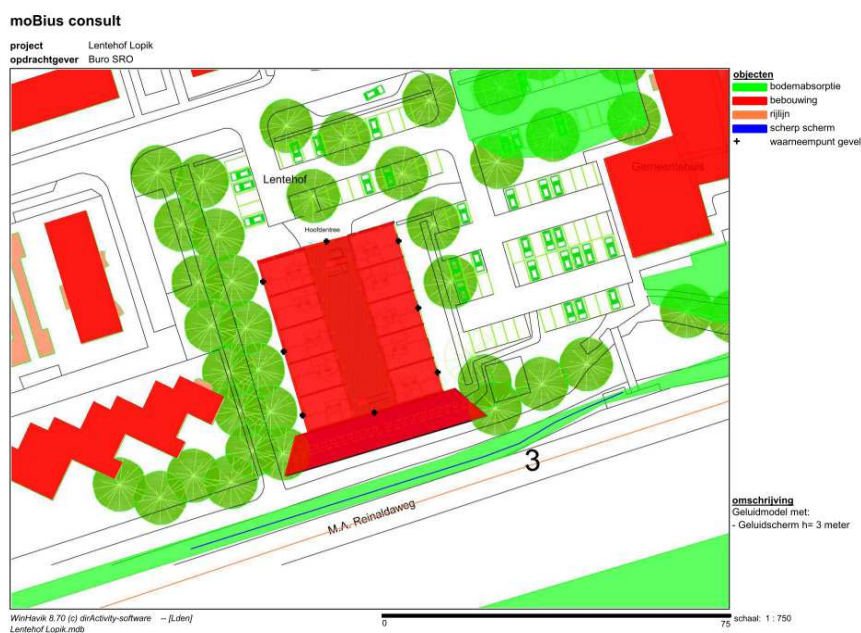 moBius consult
project Lentehof Lopik
opdrachtgever Buro SRO
objecten
bodemabsorptie
bebouwing
rijlijn
scherp scherm
waarneempunt gevel
Gemeentehuis
Lentehof
Hoofdentree
3
M.A. Reinaldaweg
omschrijving
Geluidmodel met:
- Geluidscherm h= 3 meter
WinHavik 8.70 (c) dirActivity-software -- [Lden]
Lentehof Lopik.mdb
0 75
schaal: 1 : 750